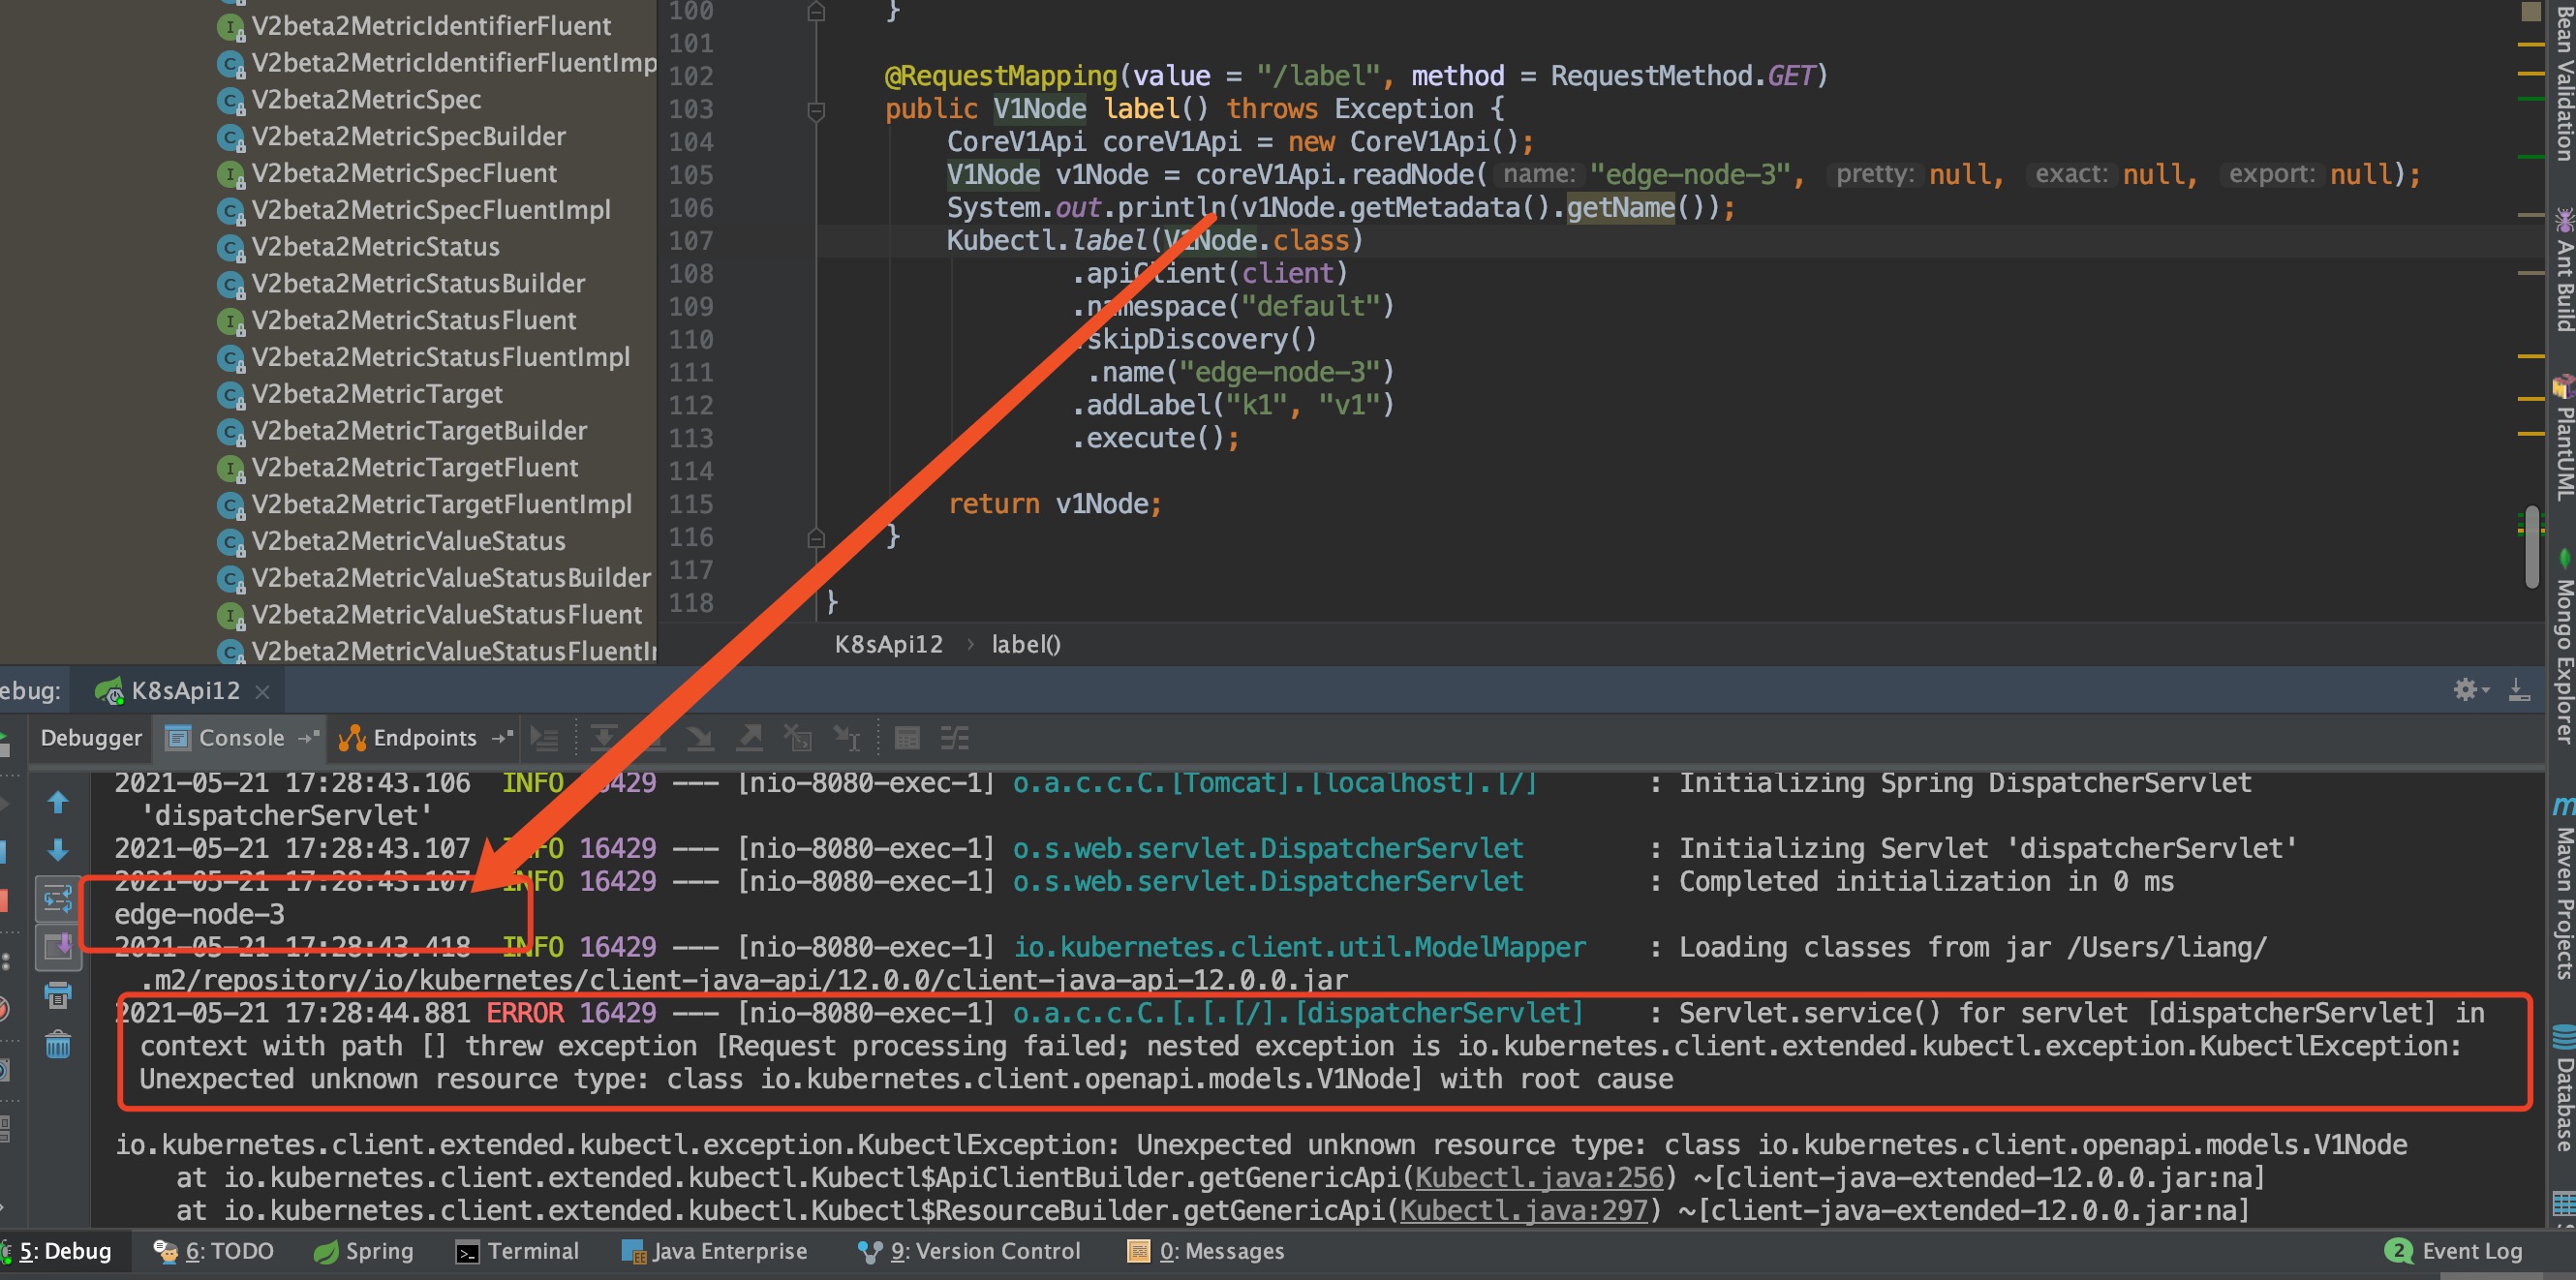 V2beta2MetricIdentifierFluent
V2beta2MetricIdentifierFluentImp
V2beta2MetricSpec
V2beta2MetricSpecBuilder
V2beta2MetricSpecFluent
V2beta2MetricSpecFluentImpl
V2beta2MetricStatus
V2beta2MetricStatusBuilder
V2beta2MetricStatusFluent
V2beta2MetricStatusFluentImpl
V2beta2MetricTarget
V2beta2MetricTargetBuilder
V2beta2MetricTargetFluent
V2beta2MetricTargetFluentImpl
V2beta2MetricValueStatus
V2beta2MetricValueStatusBuilder
V2beta2MetricValueStatusFluent
V2beta2MetricValueStatusFluentI
100 }
101
102 @RequestMapping(value = "/label", method = RequestMethod.GET)
103 public V1Node label() throws Exception {
104 CoreV1Api coreV1Api = new CoreV1Api();
105 V1Node v1Node = coreV1Api.readNode( name: "edge-node-3", pretty: null, exact: null, export: null);
106 System.out.println(v1Node.getMetadata().getName());
107 Kubectl.label(V1Node.class)
108 .apiClient(client)
109 .namespace("default")
110 .skipDiscovery()
111 .name("edge-node-3")
112 .addLabel("k1", "v1")
113 .execute();
114
115 return v1Node;
116 }
117
118 }
K8sApi12 › label()
Bean Validation
Ant Build
PlantUML
Mongo Explorer
Maven Projects
Database
ebug: K8sApi12
Debugger Console Endpoints
2021-05-21 17:28:43.106 INFO 16429 --- [nio-8080-exec-1] o.a.c.c.C.[Tomcat].[localhost].[/] : Initializing Spring DispatcherServlet
'dispatcherServlet'
2021-05-21 17:28:43.107 INFO 16429 --- [nio-8080-exec-1] o.s.web.servlet.DispatcherServlet : Initializing Servlet 'dispatcherServlet'
2021-05-21 17:28:43.107 INFO 16429 --- [nio-8080-exec-1] o.s.web.servlet.DispatcherServlet : Completed initialization in 0 ms
edge-node-3
2021-05-21 17:28:43.418 INFO 16429 --- [nio-8080-exec-1] io.kubernetes.client.util.ModelMapper : Loading classes from jar /Users/liang/
.m2/repository/io/kubernetes/client-java-api/12.0.0/client-java-api-12.0.0.jar
2021-05-21 17:28:44.881 ERROR 16429 --- [nio-8080-exec-1] o.a.c.c.C.[.[.[/].[dispatcherServlet] : Servlet.service() for servlet [dispatcherServlet] in
context with path [] threw exception [Request processing failed; nested exception is io.kubernetes.client.extended.kubectl.exception.KubectlException:
Unexpected unknown resource type: class io.kubernetes.client.openapi.models.V1Node] with root cause
io.kubernetes.client.extended.kubectl.exception.KubectlException: Unexpected unknown resource type: class io.kubernetes.client.openapi.models.V1Node
at io.kubernetes.client.extended.kubectl.Kubectl$ApiClientBuilder.getGenericApi(Kubectl.java:256) ~[client-java-extended-12.0.0.jar:na]
at io.kubernetes.client.extended.kubectl.Kubectl$ResourceBuilder.getGenericApi(Kubectl.java:297) ~[client-java-extended-12.0.0.jar:na]
5: Debug 6: TODO Spring Terminal Java Enterprise 9: Version Control 0: Messages 2 Event Log